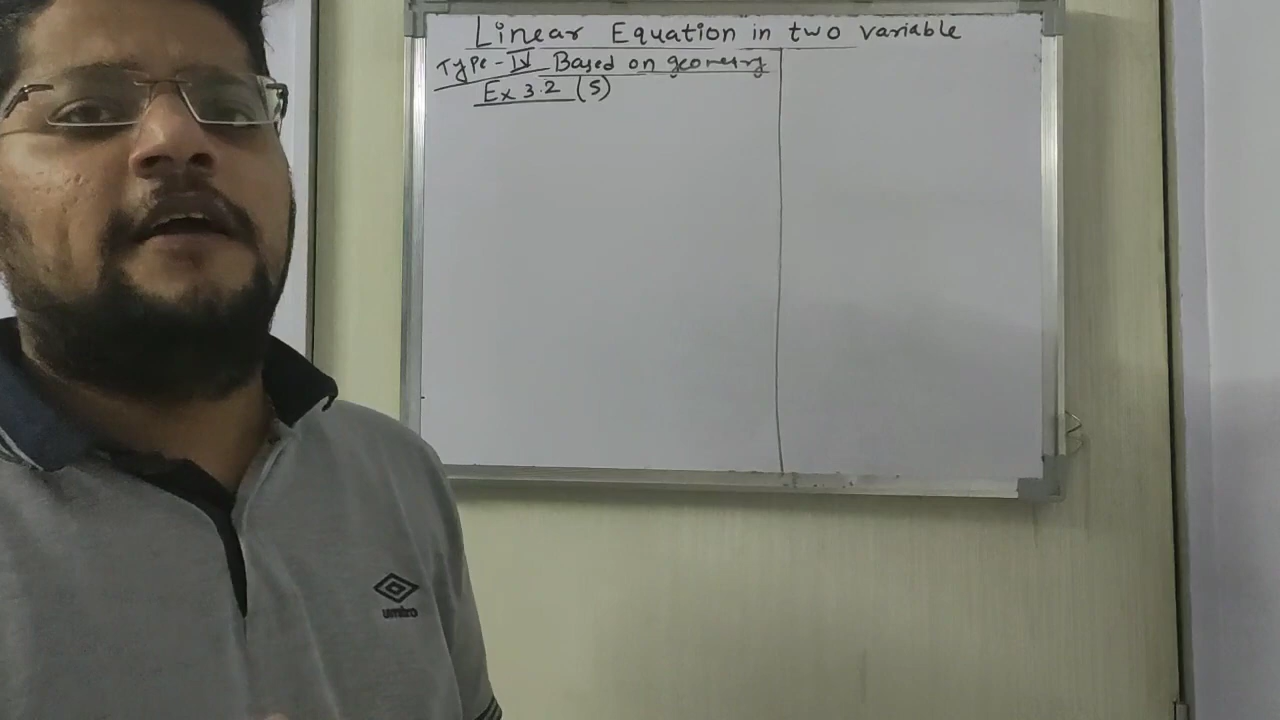 Linear Equation in two variable
Type - IV Based on geometry
Ex 3.2 (5)
umbro